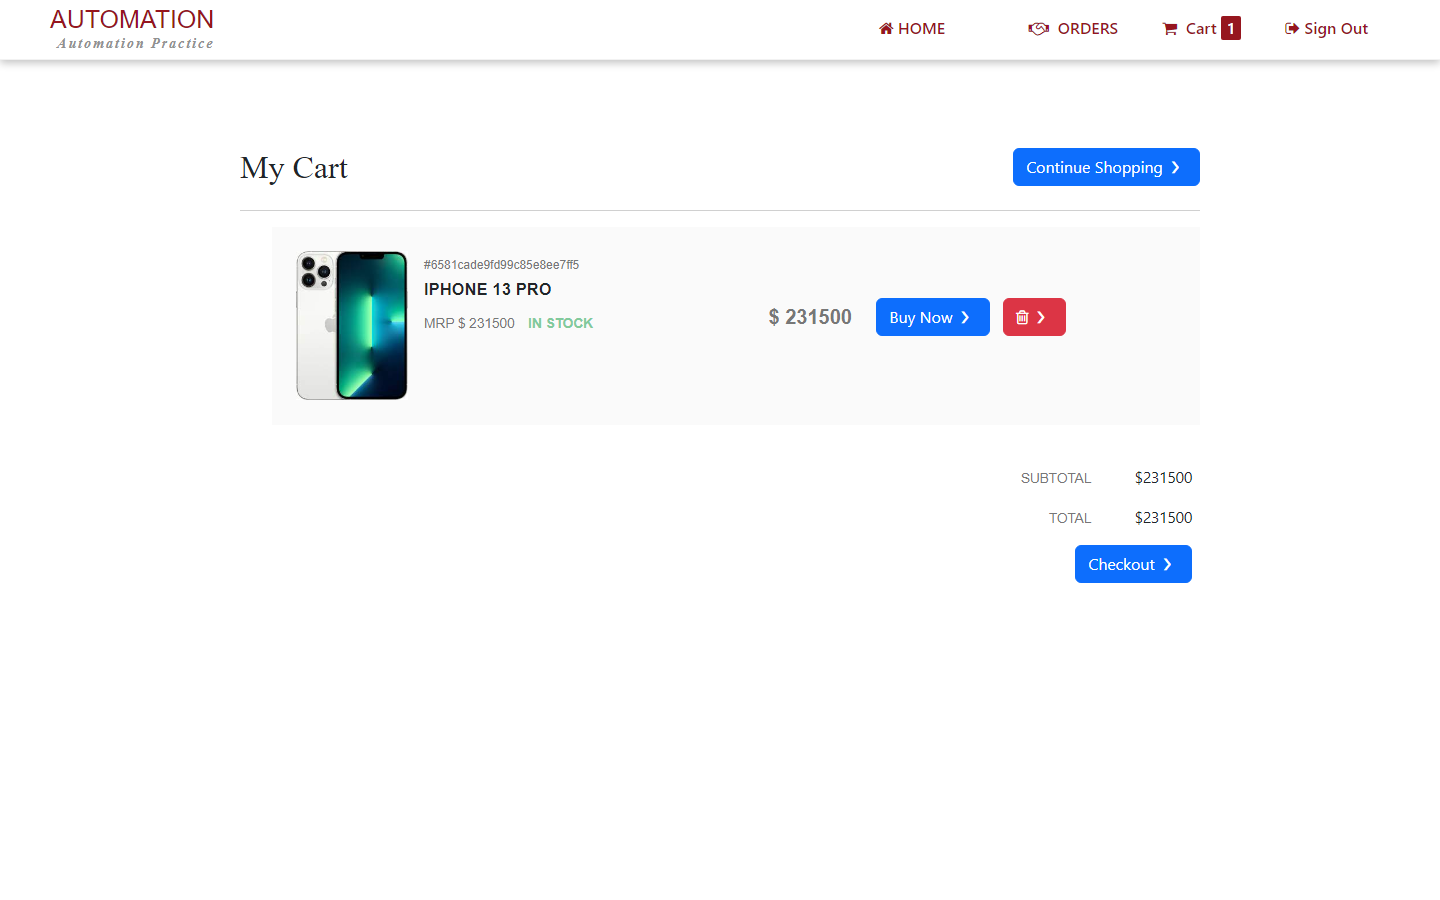 AUTOMATION
Automation Practice
HOME
ORDERS
Cart 1
Sign Out
My Cart
Continue Shopping ❯
#6581cade9fd99c85e8ee7ff5
IPHONE 13 PRO
MRP $ 231500 IN STOCK
$ 231500
Buy Now ❯
❯
SUBTOTAL $231500
TOTAL $231500
Checkout ❯